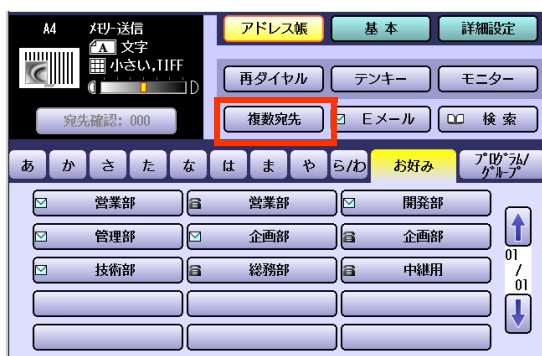 A4 ﾒﾓﾘｰ送信
A 文字
小さい,TIFF
D
宛先確認: 000
アドレス帳 基本 詳細設定
再ダイヤル テンキー モニター
複数宛先 Eメール 検索
あ か さ た な は ま や ら/わ お好み ﾌﾟﾛｸﾞﾗﾑ/ｸﾞﾙｰﾌﾟ
営業部 営業部 開発部
管理部 企画部 企画部
技術部 総務部 中継用
01
/
01